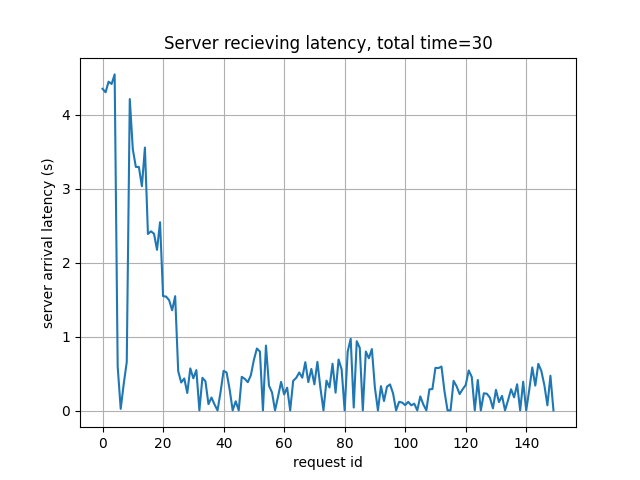 Server recieving latency, total time=30
4
3
2
1
0
server arrival latency (s)
0 20 40 60 80 100 120 140
request id